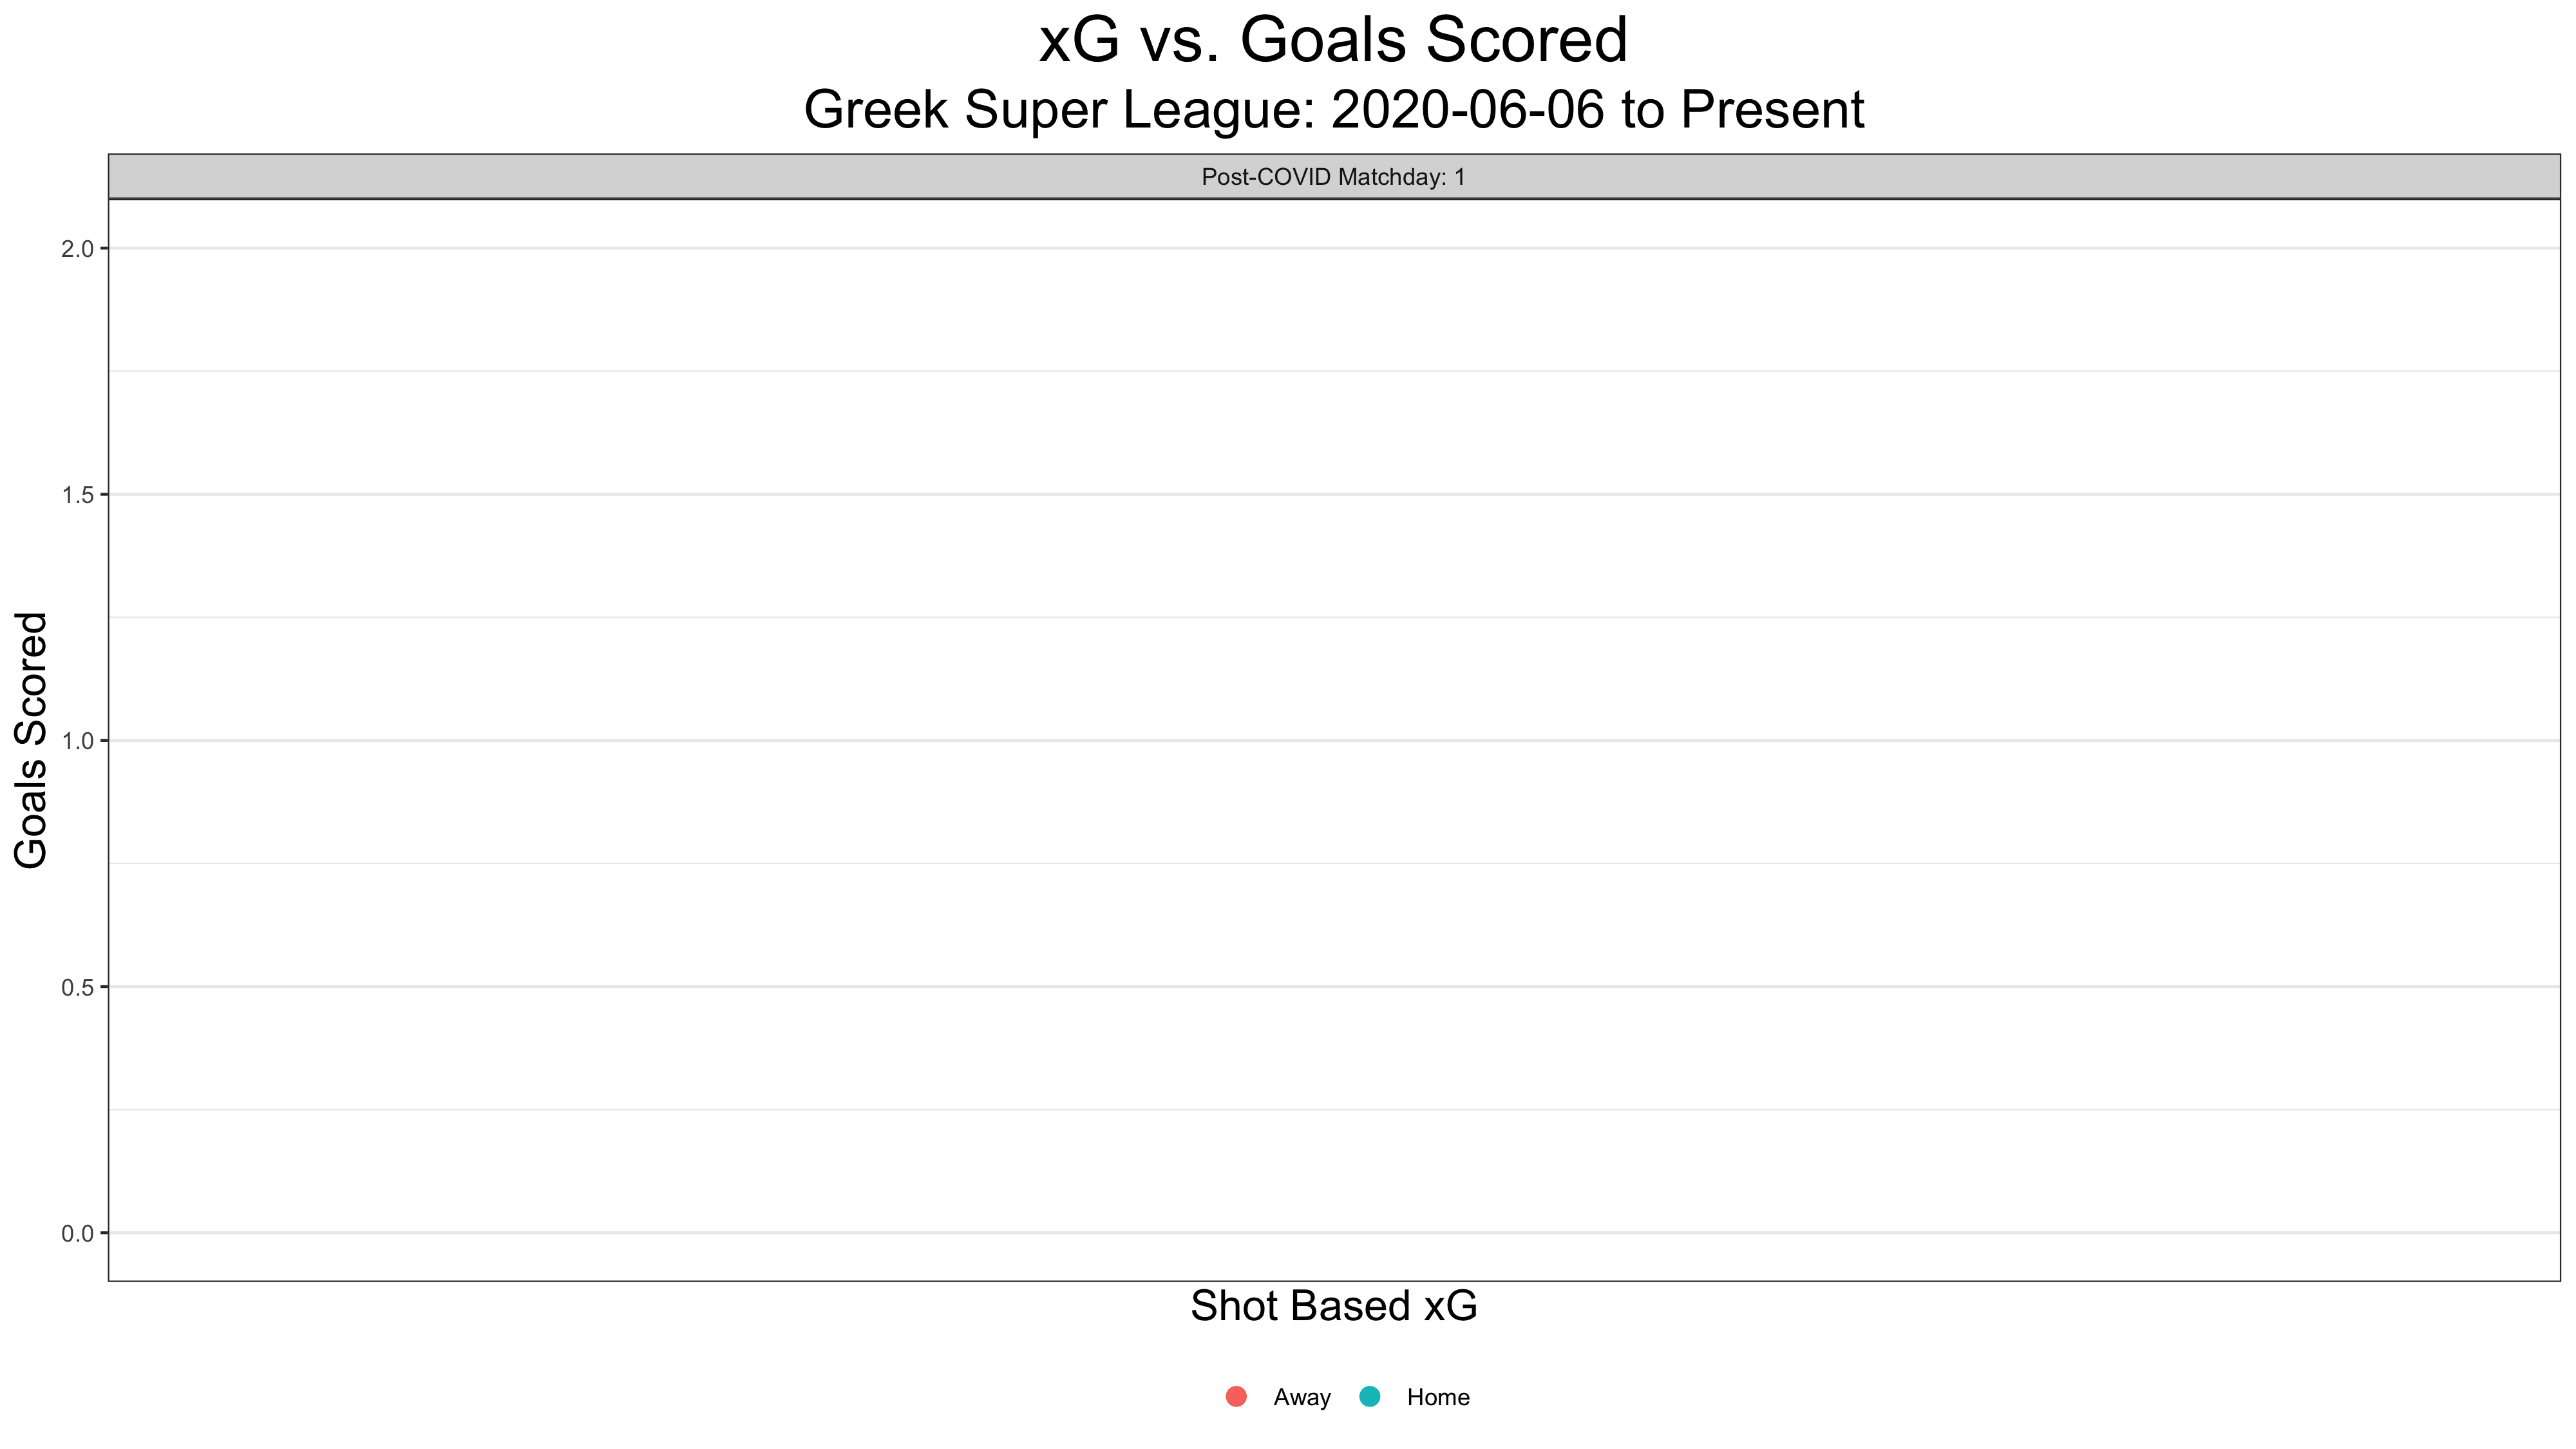 xG vs. Goals Scored
Greek Super League: 2020-06-06 to Present
Post-COVID Matchday: 1
2.0
1.5
1.0
0.5
0.0
Goals Scored
Shot Based xG
Away
Home